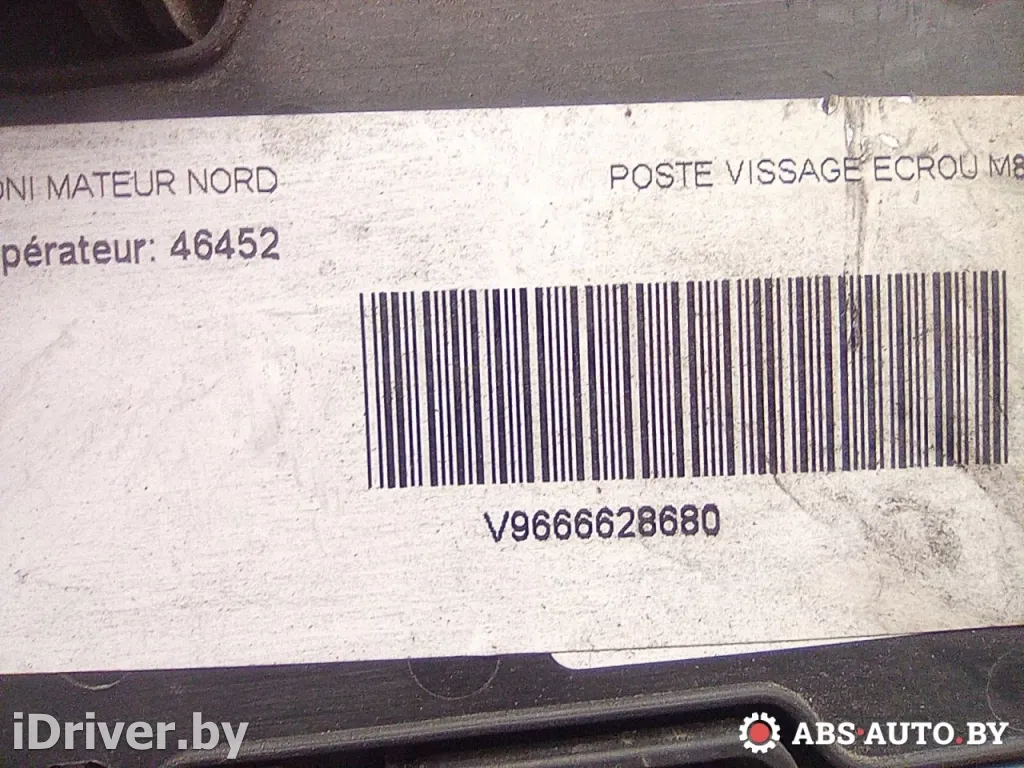 ONI MATEUR NORD
POSTE VISSAGE ECROU M8
pérateur: 46452
V9666628680
iDriver.by
ABS-AUTO.BY